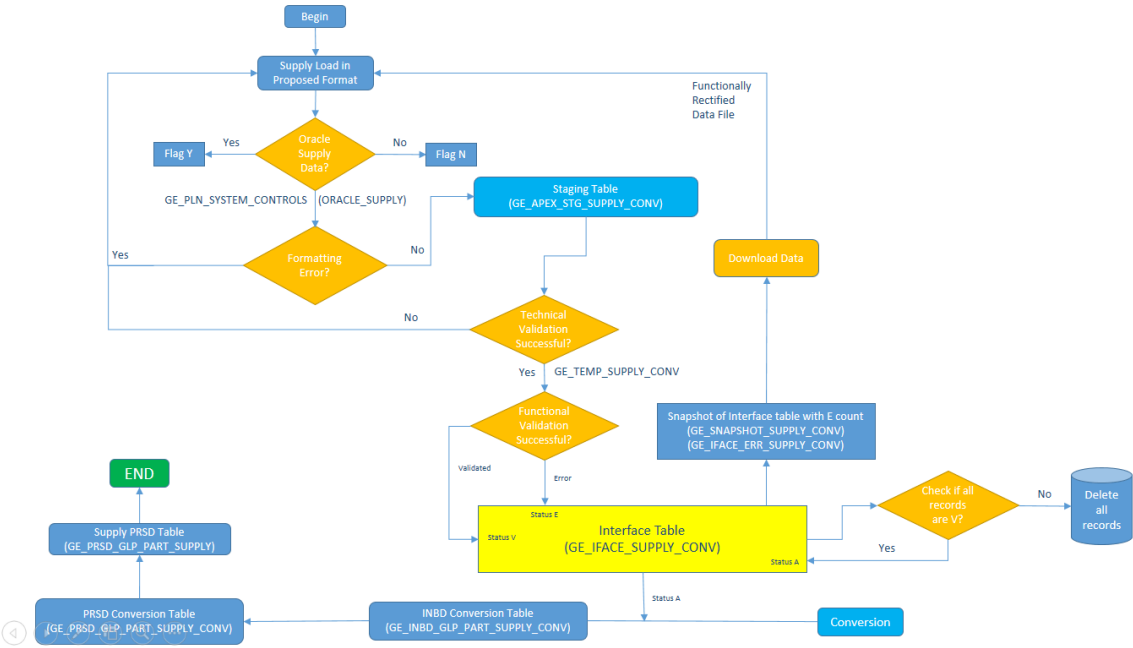 Begin
Supply Load in
Proposed Format
Functionally
Rectified
Data File
Oracle
Supply
Data?
Yes
No
Flag Y
Flag N
GE_PLN_SYSTEM_CONTROLS
(ORACLE_SUPPLY)
Staging Table
(GE_APEX_STG_SUPPLY_CONV)
Formatting
Error?
Yes
No
Download Data
No
Technical
Validation
Successful?
Yes
GE_TEMP_SUPPLY_CONV
Functional
Validation
Successful?
Validated
Error
Snapshot of Interface table with E count
(GE_SNAPSHOT_SUPPLY_CONV)
(GE_IFACE_ERR_SUPPLY_CONV)
Status E
Status V
Interface Table
(GE_IFACE_SUPPLY_CONV)
Status A
Check if all
records
are V?
No
Yes
Delete
all
records
Status A
Conversion
INBD Conversion Table
(GE_INBD_GLP_PART_SUPPLY_CONV)
PRSD Conversion Table
(GE_PRSD_GLP_PART_SUPPLY_CONV)
Supply PRSD Table
(GE_PRSD_GLP_PART_SUPPLY)
END